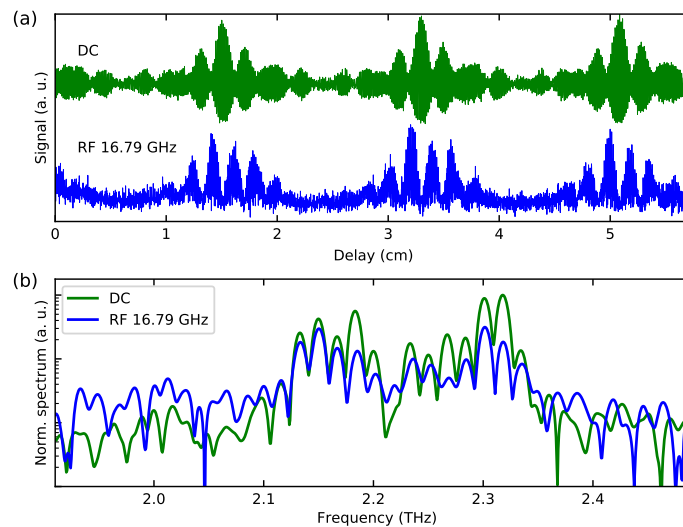 (a)
DC
RF 16.79 GHz
Signal (a. u.)
0 1 2 3 4 5
Delay (cm)
(b)
DC
RF 16.79 GHz
Norm. spectrum (a. u.)
2.0 2.1 2.2 2.3 2.4
Frequency (THz)